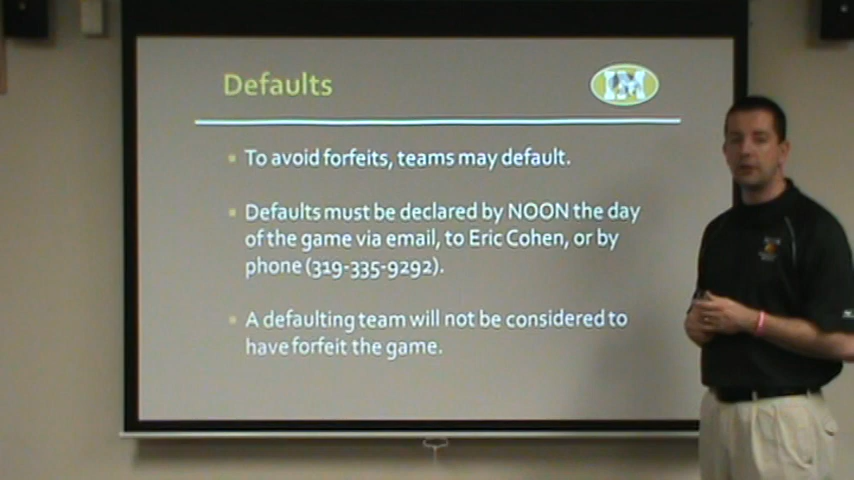 Defaults
IM
To avoid forfeits, teams may default.
Defaults must be declared by NOON the day
of the game via email, to Eric Cohen, or by
phone (319-335-9292).
A defaulting team will not be considered to
have forfeit the game.